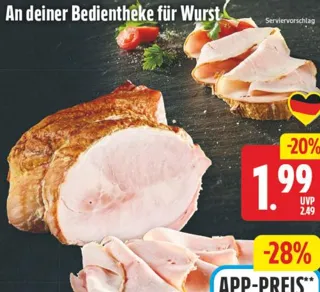 An deiner Bedientheke für Wurst
Serviervorschlag
-20%
1.99
UVP
2.49
-28%
APP-PREIS**